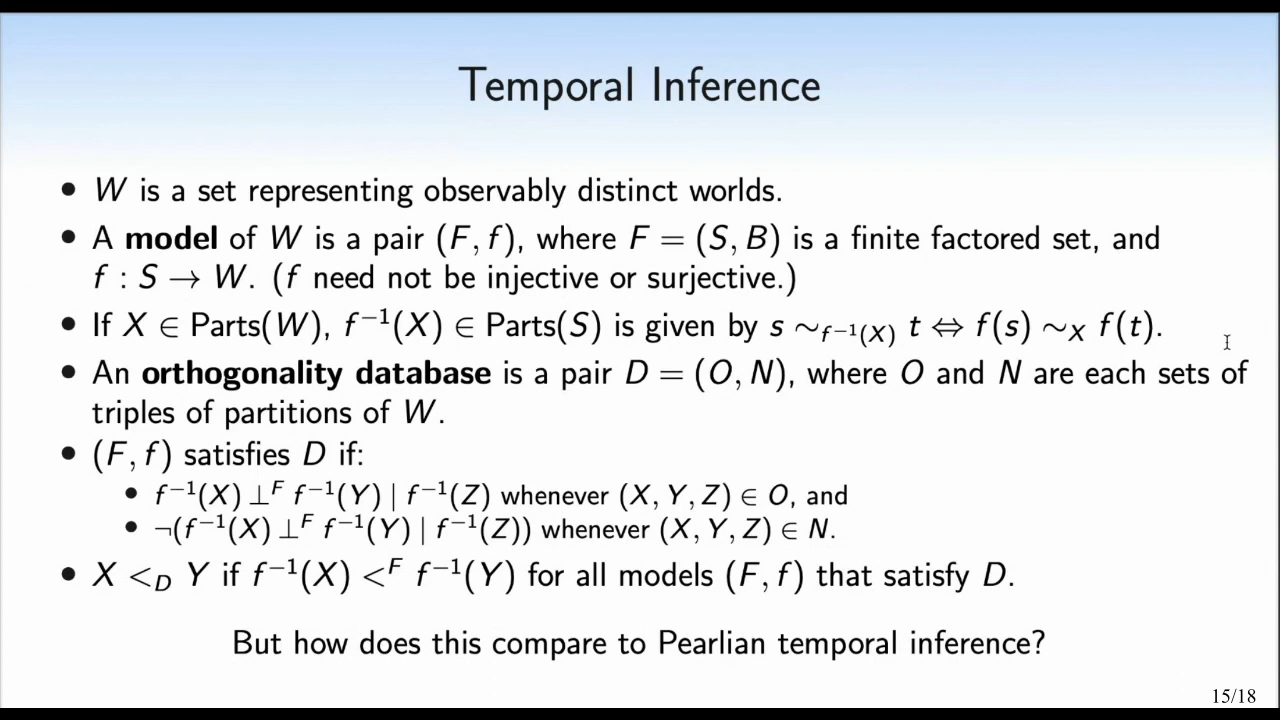 Temporal Inference
• W is a set representing observably distinct worlds.
• A model of W is a pair (F, f), where F = (S, B) is a finite factored set, and
f : S → W. (f need not be injective or surjective.)
• If X ∈ Parts(W), f⁻¹(X) ∈ Parts(S) is given by s ∼_{f⁻¹(X)} t ⇔ f(s) ∼_X f(t).
• An orthogonality database is a pair D = (O, N), where O and N are each sets of
triples of partitions of W.
• (F, f) satisfies D if:
• f⁻¹(X) ⊥^F f⁻¹(Y) | f⁻¹(Z) whenever (X, Y, Z) ∈ O, and
• ¬(f⁻¹(X) ⊥^F f⁻¹(Y) | f⁻¹(Z)) whenever (X, Y, Z) ∈ N.
• X <_D Y if f⁻¹(X) <^F f⁻¹(Y) for all models (F, f) that satisfy D.
But how does this compare to Pearlian temporal inference?
15/18